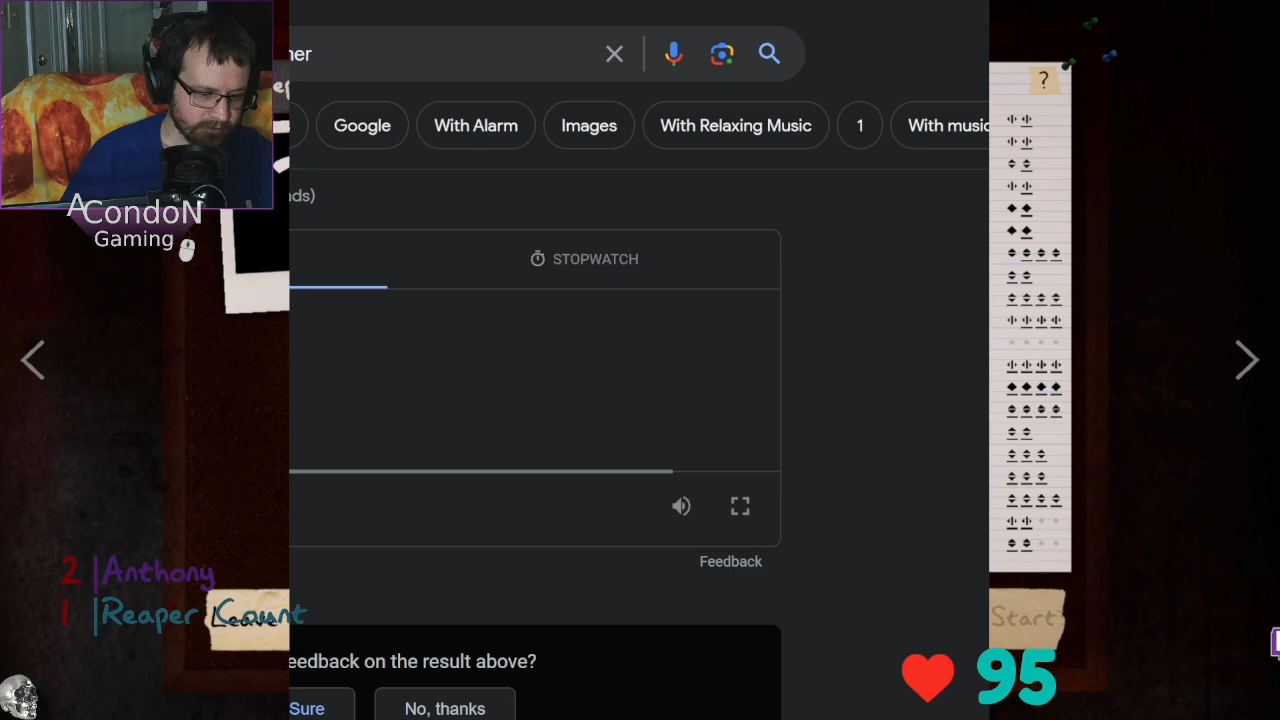 ner
Google
With Alarm
Images
With Relaxing Music
1
With music
?
nds)
ACondoN
Gaming
STOPWATCH
Feedback
2 | Anthony
1 | Reaper Count
Leave
Start
eedback on the result above?
95
Sure
No, thanks